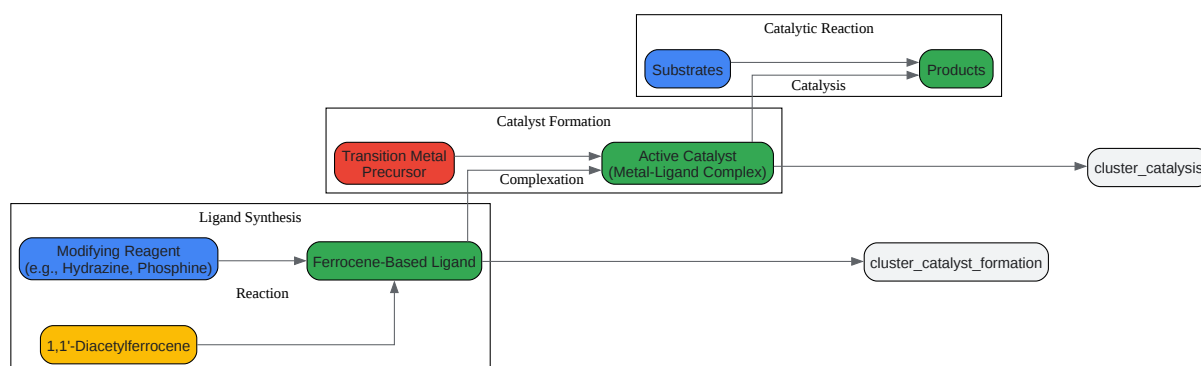 Catalytic Reaction
Substrates
Products
Catalysis
Catalyst Formation
Transition Metal
Precursor
Active Catalyst
(Metal-Ligand Complex)
Complexation
cluster_catalysis
Ligand Synthesis
Modifying Reagent
(e.g., Hydrazine, Phosphine)
Ferrocene-Based Ligand
cluster_catalyst_formation
Reaction
1,1'-Diacetylferrocene